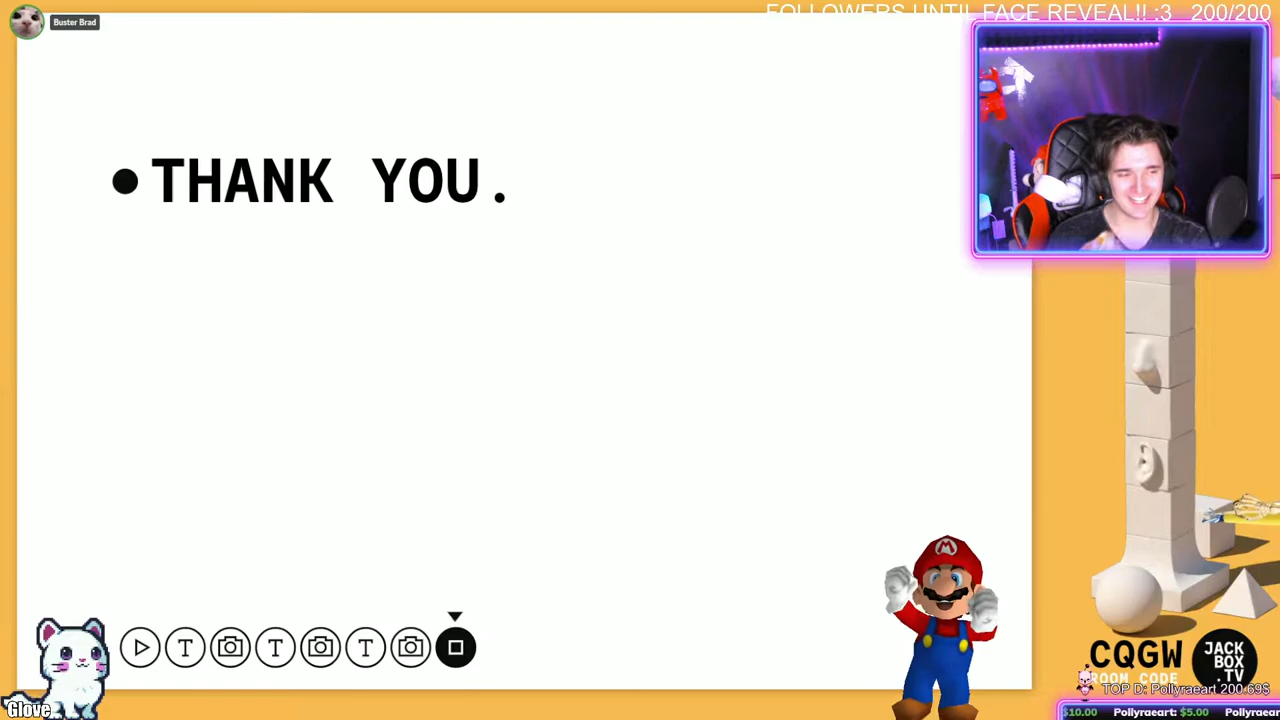 Buster Brad
FOLLOWERS UNTIL FACE REVEAL!! :3 200/200
THANK YOU.
T
T
T
M
Glove
CQGW
ROOM CODE
JACK
BOX
.TV
TOP D: Pollyraeart 200.69$
$10.00 Pollyraeart: $5.00 Pollyraear